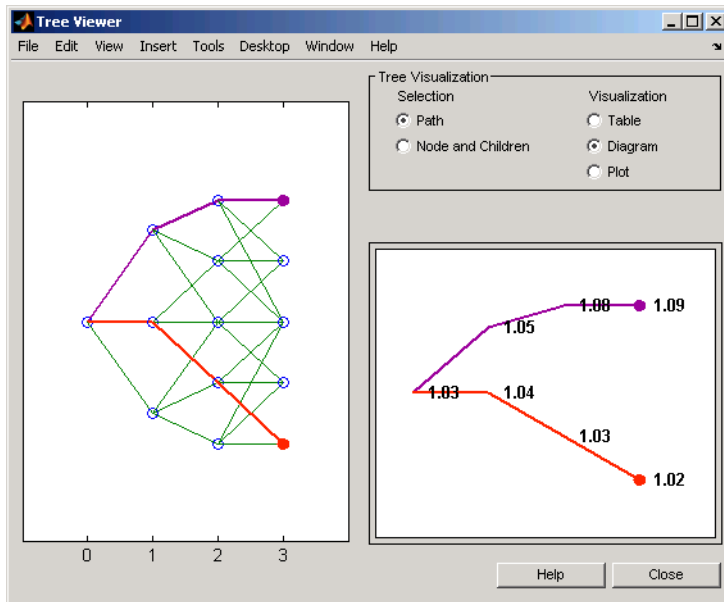 Tree Viewer
File Edit View Insert Tools Desktop Window Help
Tree Visualization
Selection Visualization
Path Table
Node and Children Diagram
Plot
1.08 1.09
1.05
1.03 1.04
1.03
1.02
0 1 2 3
Help Close